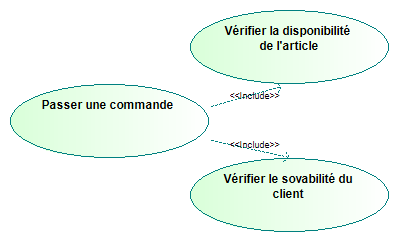 Vérifier la disponibilité
de l'article
Passer une commande
<<Include>>
<<Include>>
Vérifier le sovabilité du
client